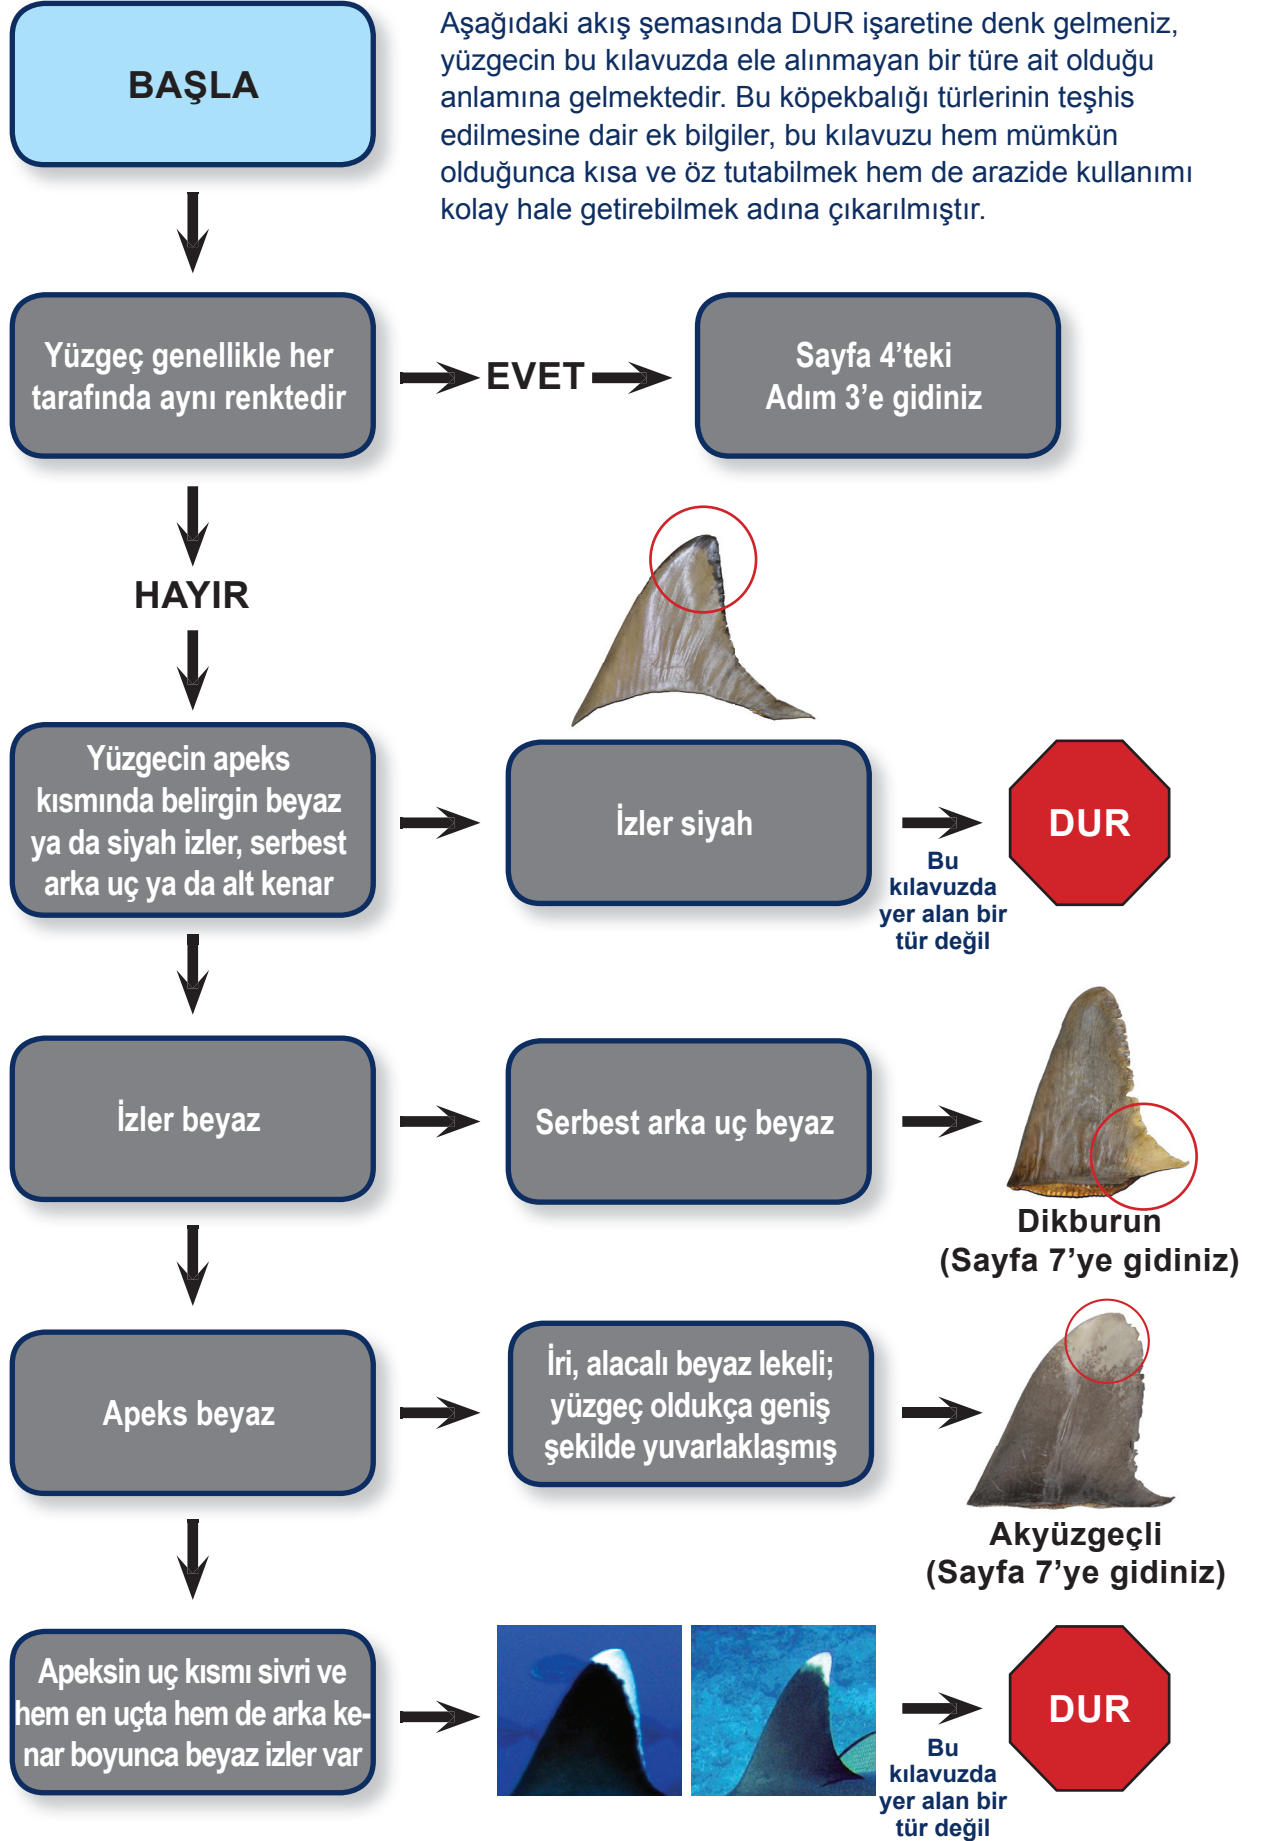 BAŞLA
Aşağıdaki akış şemasında DUR işaretine denk gelmeniz,
yüzgecin bu kılavuzda ele alınmayan bir türe ait olduğu
anlamına gelmektedir. Bu köpekbalığı türlerinin teşhis
edilmesine dair ek bilgiler, bu kılavuzu hem mümkün
olduğunca kısa ve öz tutabilmek hem de arazide kullanımı
kolay hale getirebilmek adına çıkarılmıştır.
Yüzgeç genellikle her
tarafında aynı renktedir
EVET
Sayfa 4’teki
Adım 3’e gidiniz
HAYIR
Yüzgecin apeks
kısmında belirgin beyaz
ya da siyah izler, serbest
arka uç ya da alt kenar
İzler siyah
Bu
kılavuzda
yer alan bir
tür değil
DUR
İzler beyaz
Serbest arka uç beyaz
Dikburun
(Sayfa 7’ye gidiniz)
Apeks beyaz
İri, alacalı beyaz lekeli;
yüzgeç oldukça geniş
şekilde yuvarlaklaşmış
Akyüzgeçli
(Sayfa 7’ye gidiniz)
Apeksin uç kısmı sivri ve
hem en uçta hem de arka ke-
nar boyunca beyaz izler var
Bu
kılavuzda
yer alan bir
tür değil
DUR